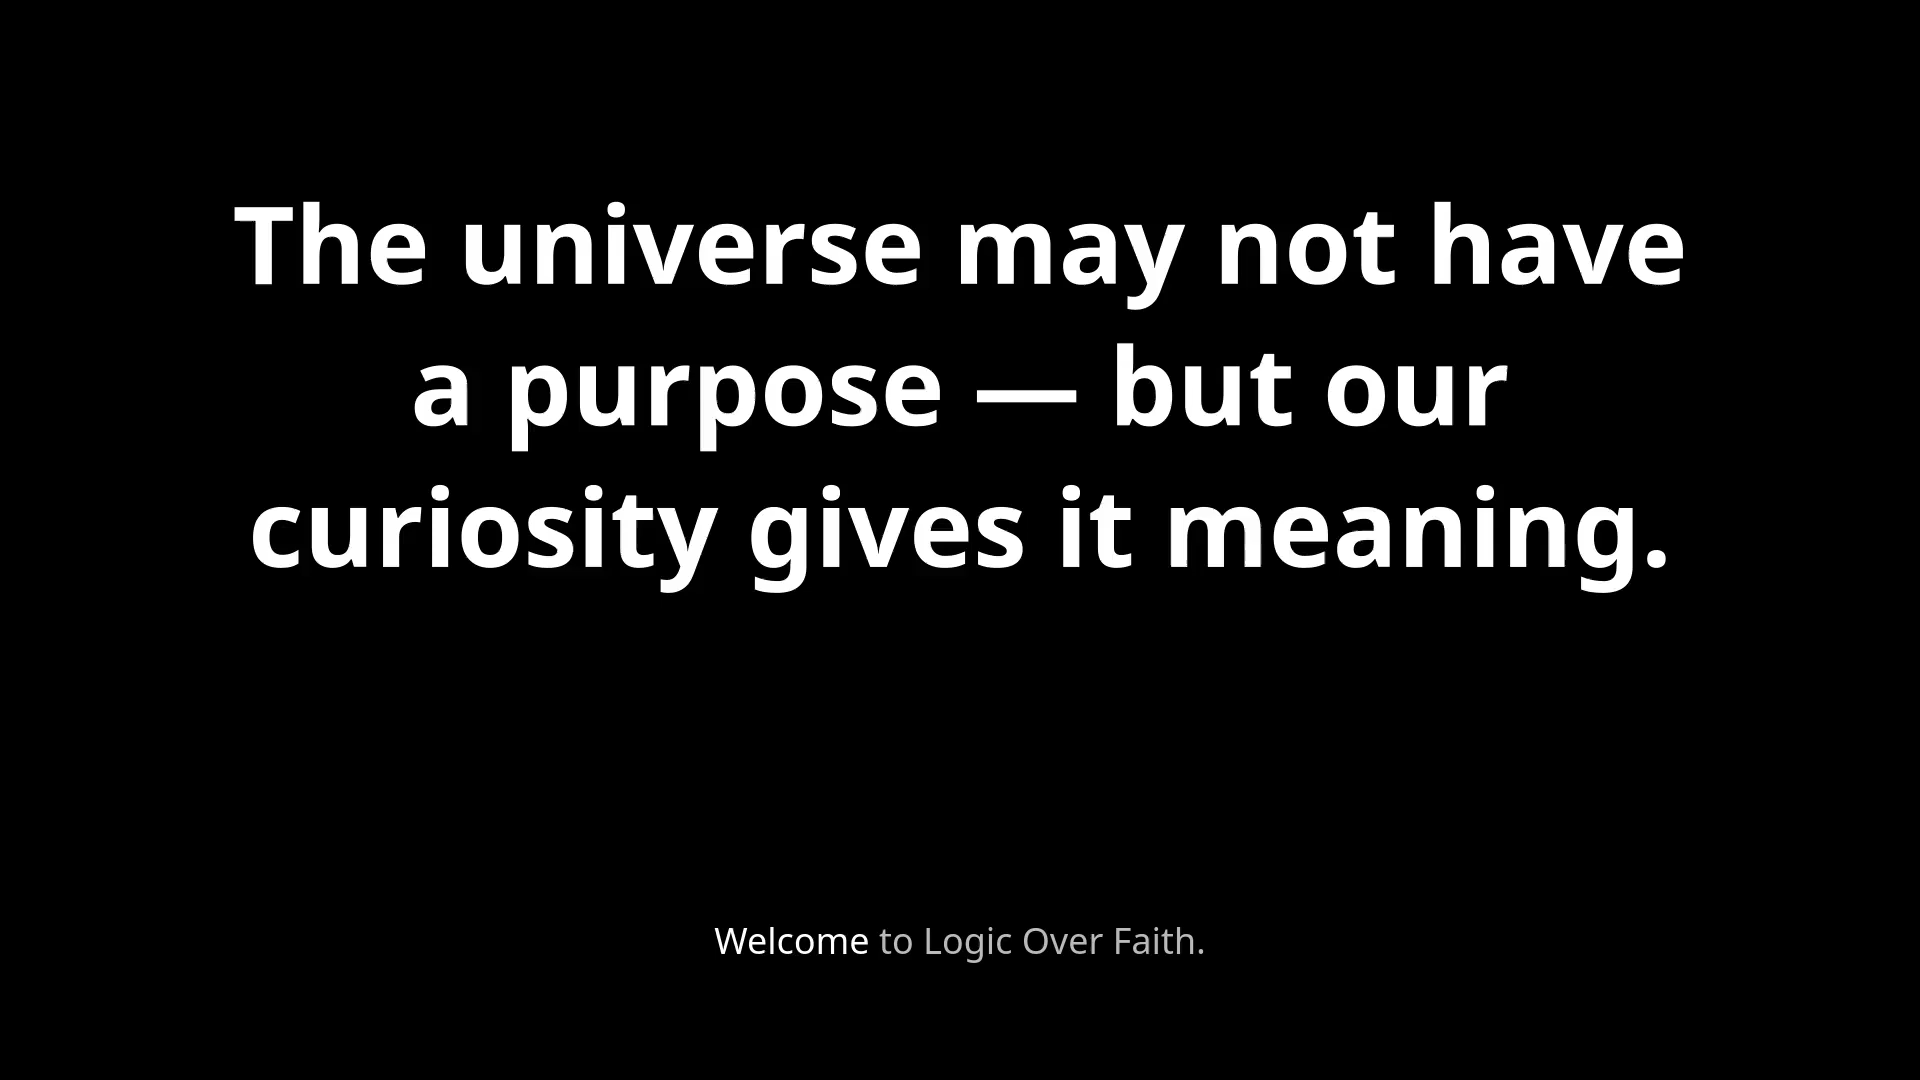 The universe may not have
a purpose — but our
curiosity gives it meaning.
Welcome to Logic Over Faith.